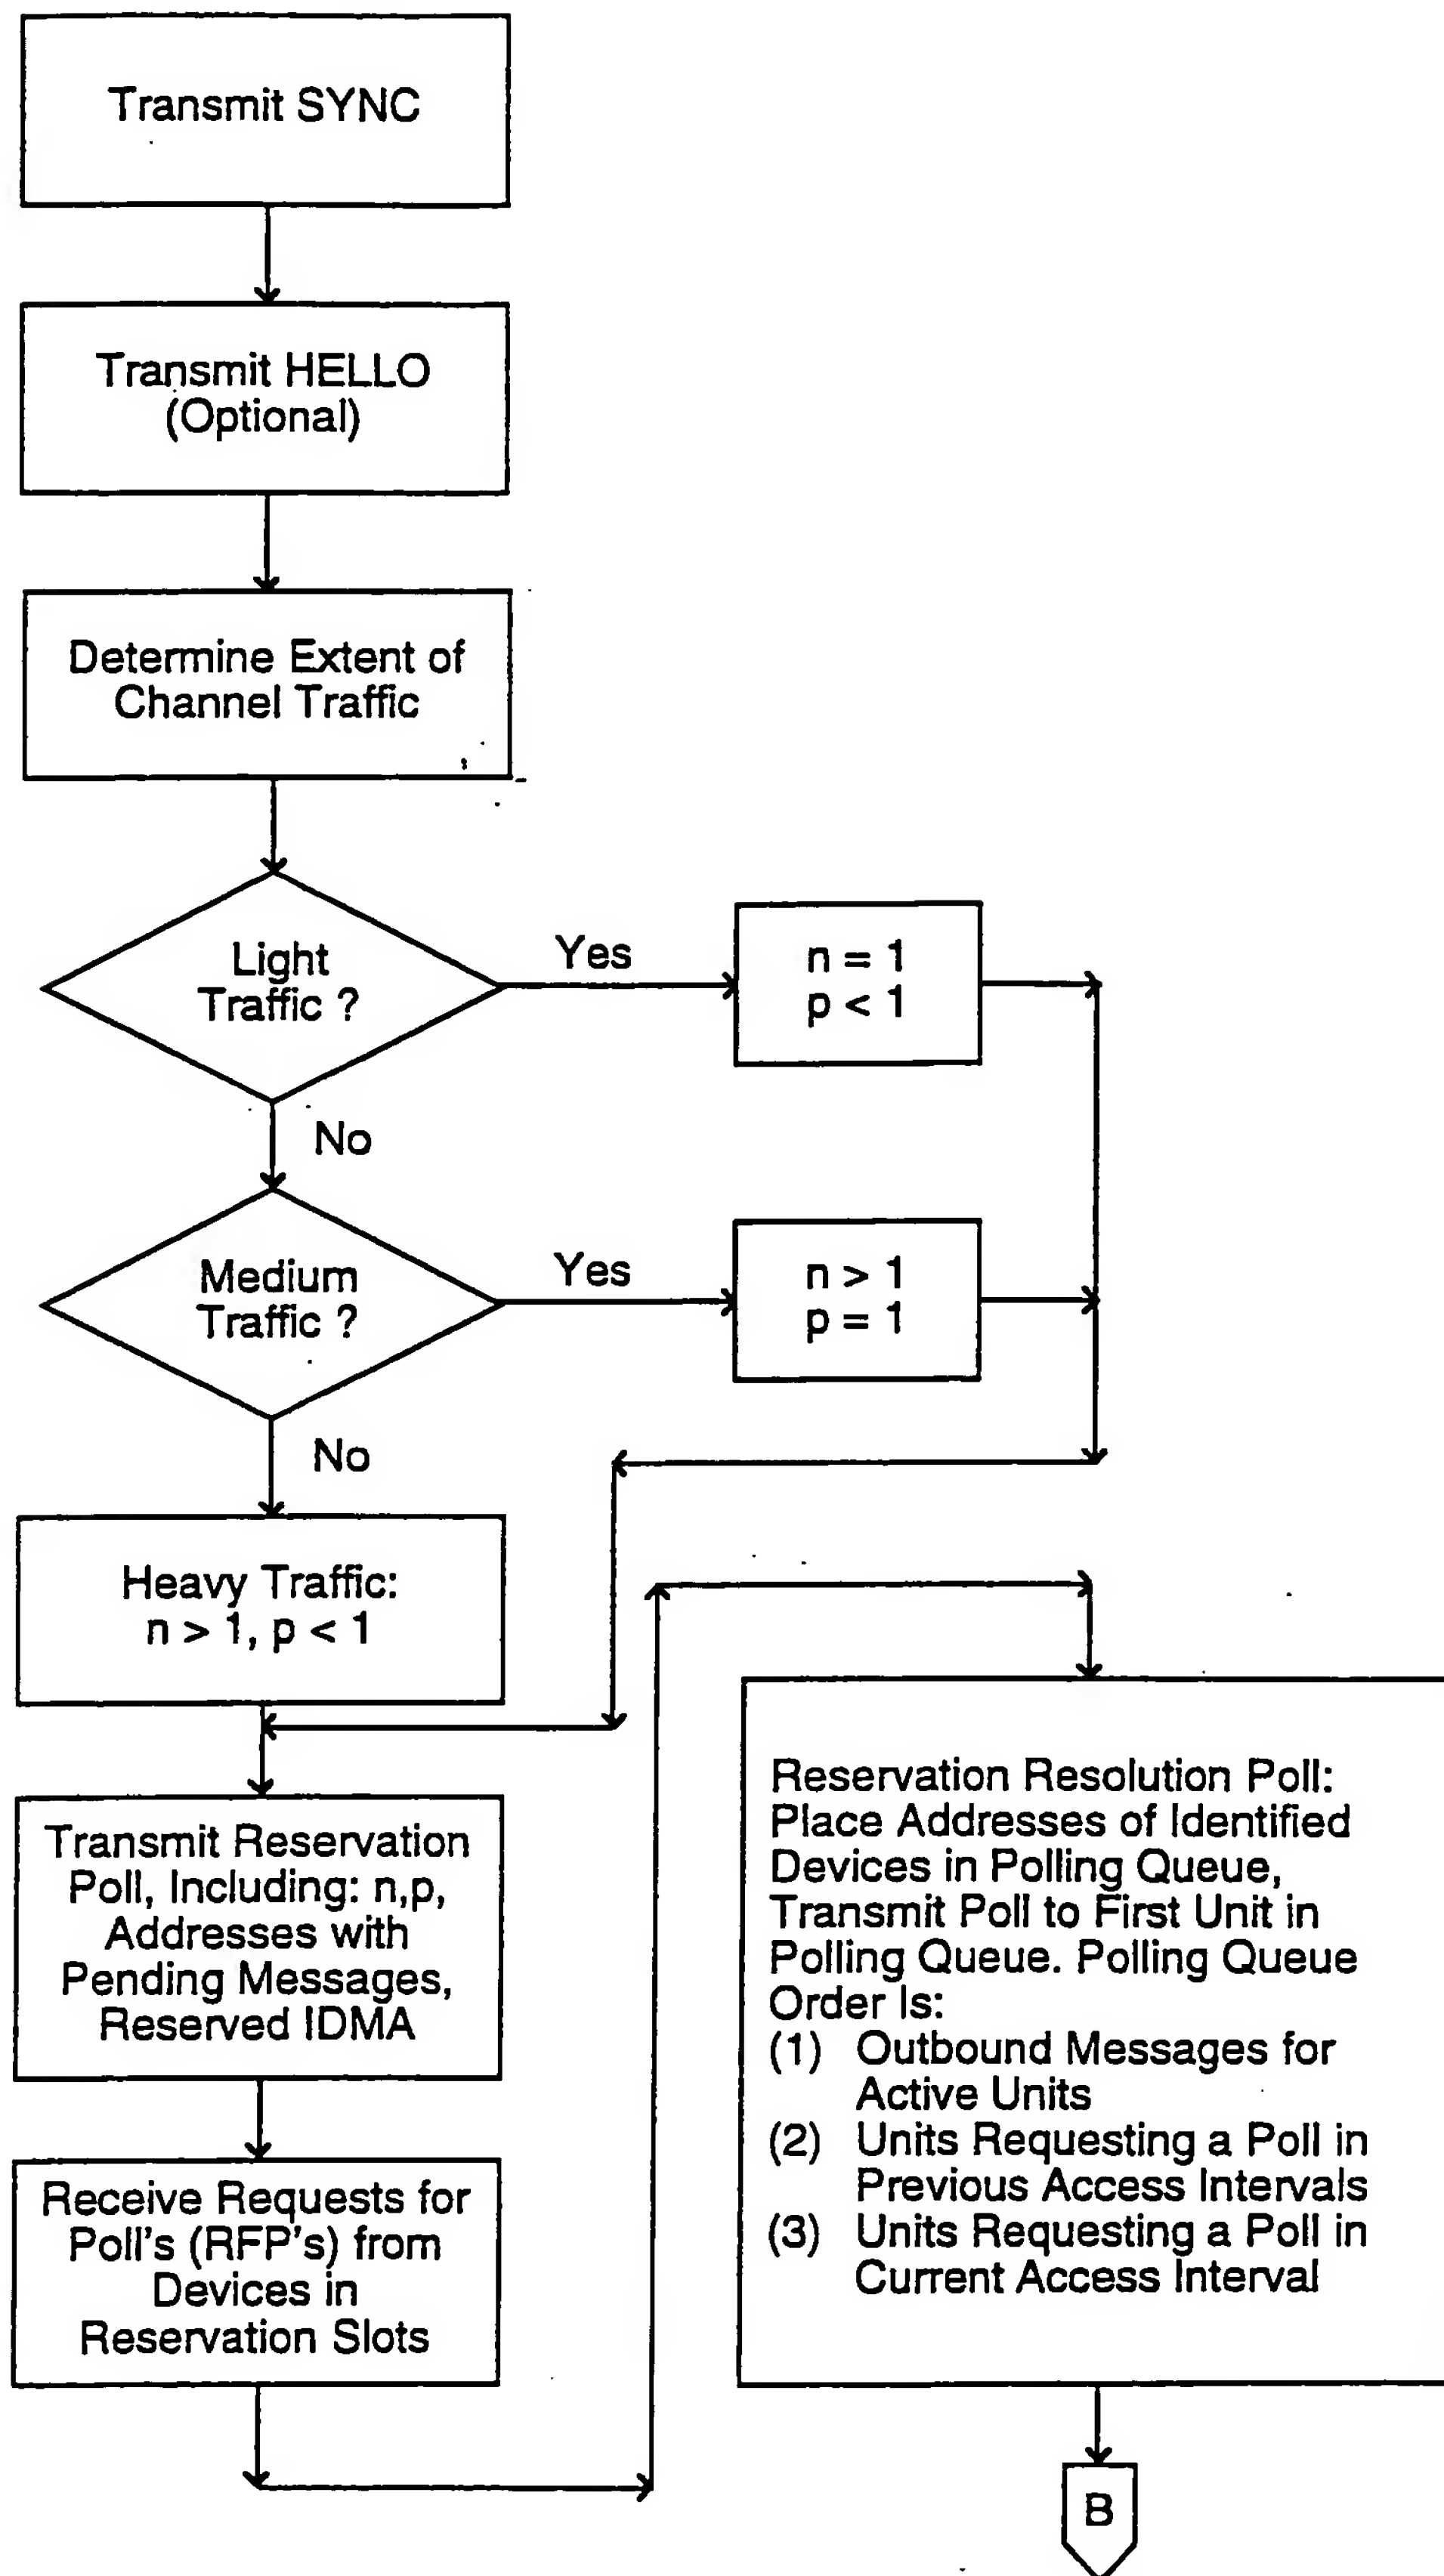 Transmit SYNC
Transmit HELLO
(Optional)
Determine Extent of
Channel Traffic
Light
Traffic ?
Yes
n = 1
p < 1
No
Medium
Traffic ?
Yes
n > 1
p = 1
No
Heavy Traffic:
n > 1, p < 1
Transmit Reservation
Poll, Including: n,p,
Addresses with
Pending Messages,
Reserved IDMA
Receive Requests for
Poll's (RFP's) from
Devices in
Reservation Slots
Reservation Resolution Poll:
Place Addresses of Identified
Devices in Polling Queue,
Transmit Poll to First Unit in
Polling Queue. Polling Queue
Order Is:
(1) Outbound Messages for
Active Units
(2) Units Requesting a Poll in
Previous Access Intervals
(3) Units Requesting a Poll in
Current Access Interval
B